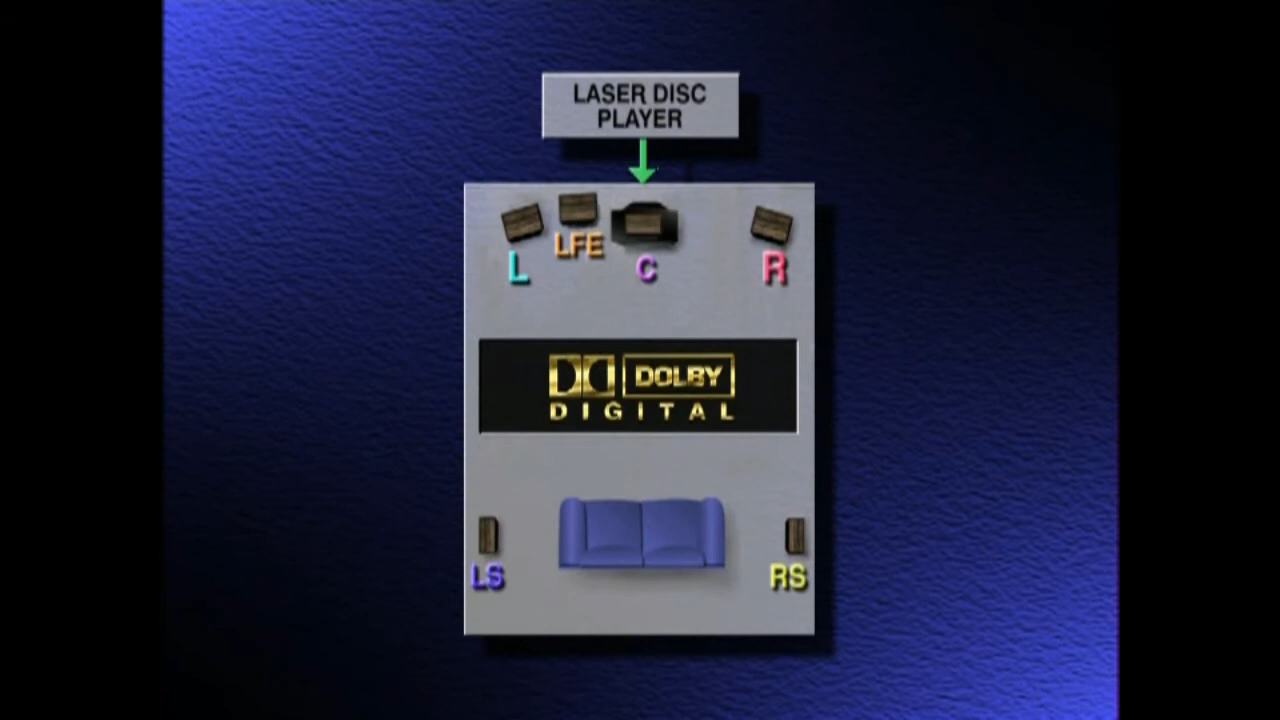 LASER DISC
PLAYER
LFE
L
C
R
DOLBY
DIGITAL
LS
RS